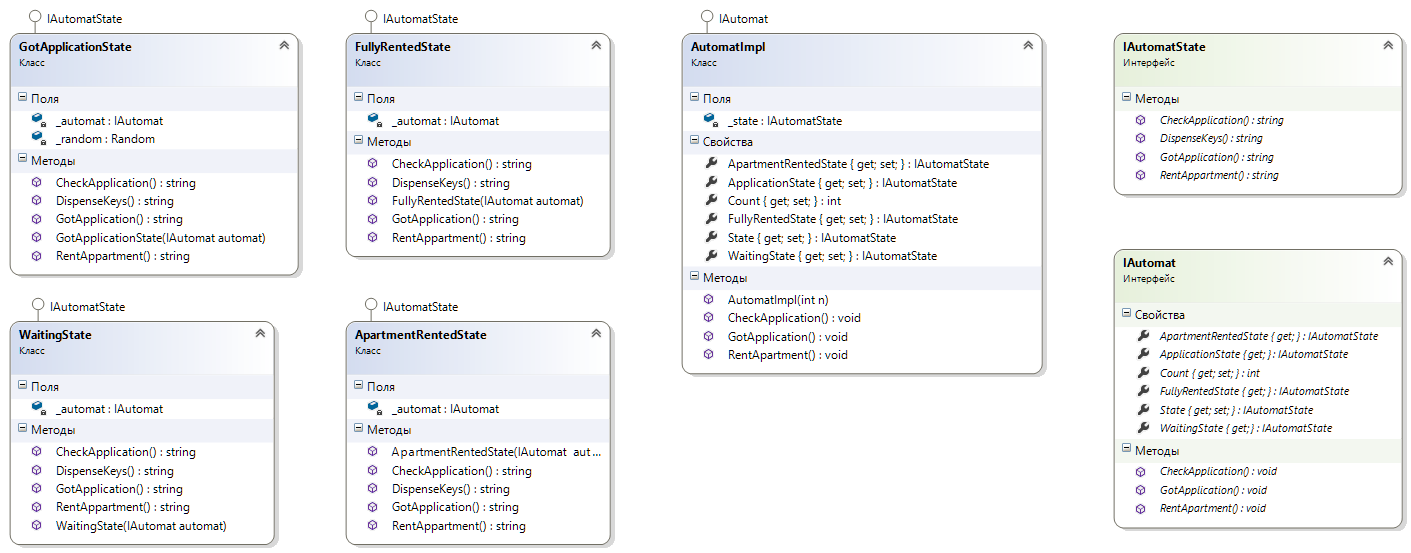 IAutomatState
GotApplicationState
Класс
Поля
_automat : IAutomat
_random : Random
Методы
CheckApplication() : string
DispenseKeys() : string
GotApplication() : string
GotApplicationState(IAutomat automat)
RentAppartment() : string
IAutomatState
FullyRentedState
Класс
Поля
_automat : IAutomat
Методы
CheckApplication() : string
DispenseKeys() : string
FullyRentedState(IAutomat automat)
GotApplication() : string
RentAppartment() : string
IAutomat
AutomatImpl
Класс
Поля
_state : IAutomatState
Свойства
ApartmentRentedState { get; set; } : IAutomatState
ApplicationState { get; set; } : IAutomatState
Count { get; set; } : int
FullyRentedState { get; set; } : IAutomatState
State { get; set; } : IAutomatState
WaitingState { get; set; } : IAutomatState
Методы
AutomatImpl(int n)
CheckApplication() : void
GotApplication() : void
RentApartment() : void
IAutomatState
Интерфейс
Методы
CheckApplication() : string
DispenseKeys() : string
GotApplication() : string
RentAppartment() : string
IAutomatState
WaitingState
Класс
Поля
_automat : IAutomat
Методы
CheckApplication() : string
DispenseKeys() : string
GotApplication() : string
RentAppartment() : string
WaitingState(IAutomat automat)
IAutomatState
ApartmentRentedState
Класс
Поля
_automat : IAutomat
Методы
ApartmentRentedState(IAutomat aut...
CheckApplication() : string
DispenseKeys() : string
GotApplication() : string
RentAppartment() : string
IAutomat
Интерфейс
Свойства
ApartmentRentedState { get; } : IAutomatState
ApplicationState { get; } : IAutomatState
Count { get; set; } : int
FullyRentedState { get; } : IAutomatState
State { get; set; } : IAutomatState
WaitingState { get; } : IAutomatState
Методы
CheckApplication() : void
GotApplication() : void
RentApartment() : void